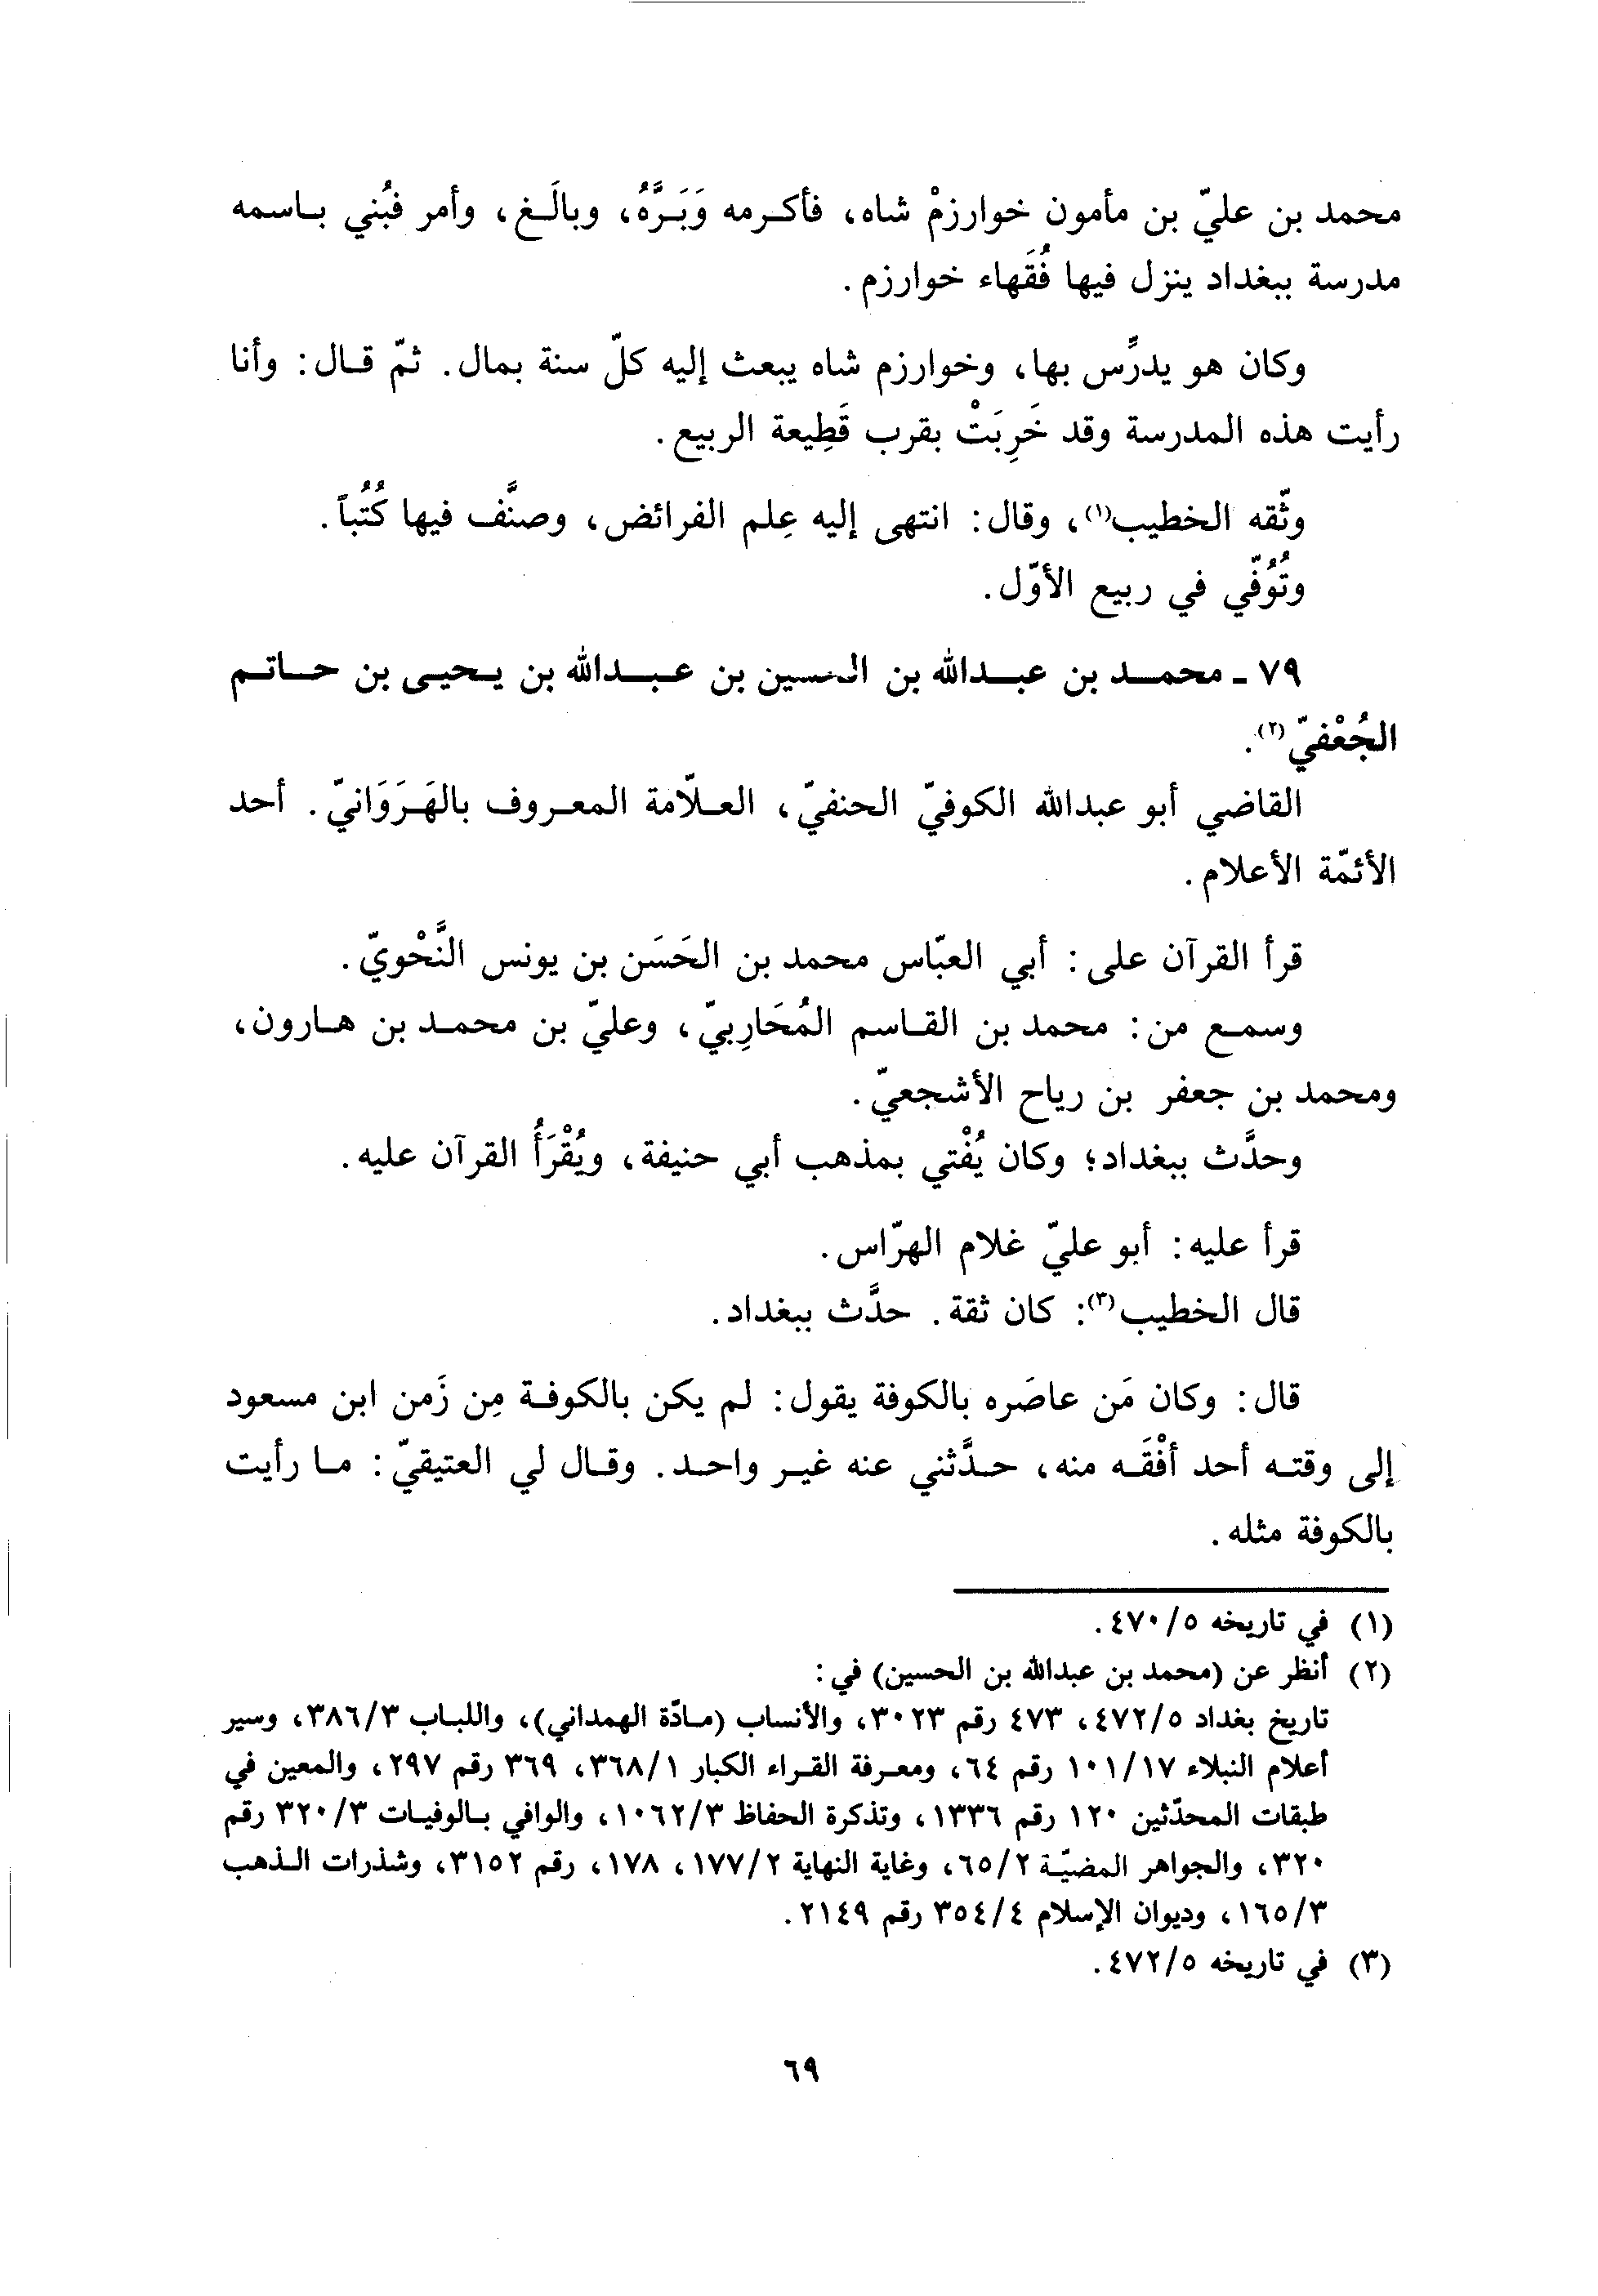 محمد بن عليّ بن مأمون خوارزمْ شاه، فأكرمه وَبَرَّهُ، وبالَغ، وأمر فبُني باسمه
مدرسة ببغداد ينزل فيها فُقَهاء خوارزم.
وكان هو يدرِّس بها، وخوارزم شاه يبعث إليه كلّ سنة بمال. ثمّ قال: وأنا
رأيت هذه المدرسة وقد خَرِبَتْ بقرب قَطِيعة الربيع.
وثّقه الخطيب(١)، وقال: انتهى إليه عِلم الفرائض، وصنَّف فيها كُتُباً.
وتُوُفّي في ربيع الأوّل.
٧٩ ـ محمد بن عبدالله بن الحسين بن عبدالله بن يحيى بن حاتم
الجُعْفيّ(٢).
القاضي أبو عبدالله الكوفيّ الحنفيّ، العلّامة المعروف بالهَرَوَانيّ. أحد
الأئمّة الأعلام.
قرأ القرآن على: أبي العبّاس محمد بن الحَسَن بن يونس النَّحْويّ.
وسمع من: محمد بن القاسم المُحَارِبيّ، وعليّ بن محمد بن هارون،
ومحمد بن جعفر بن رياح الأشجعيّ.
وحدَّث ببغداد؛ وكان يُفْتي بمذهب أبي حنيفة، ويُقْرَأُ القرآن عليه.
قرأ عليه: أبو عليّ غلام الهرّاس.
قال الخطيب(٣): كان ثقة. حدَّث ببغداد.
قال: وكان مَن عاصَره بالكوفة يقول: لم يكن بالكوفة مِن زَمن ابن مسعود
إلى وقته أحد أفْقَه منه، حدَّثني عنه غير واحد. وقال لي العتيقيّ: ما رأيت
بالكوفة مثله.
(١) في تاريخه ٤٧٠/٥.
(٢) أنظر عن (محمد بن عبدالله بن الحسين) في:
تاريخ بغداد ٤٧٢/٥، ٤٧٣ رقم ٣٠٢٣، والأنساب (مادّة الهمداني)، واللباب ٣٨٦/٣، وسير
أعلام النبلاء ١٠١/١٧ رقم ٦٤، ومعرفة القراء الكبار ٣٦٨/١، ٣٦٩ رقم ٢٩٧، والمعين في
طبقات المحدّثين ١٢٠ رقم ١٣٣٦، وتذكرة الحفاظ ١٠٦٢/٣، والوافي بالوفيات ٣٢٠/٣ رقم
٣٢٠، والجواهر المضيّة ٦٥/٢، وغاية النهاية ١٧٧/٢، ١٧٨، رقم ٣١٥٢، وشذرات الذهب
١٦٥/٣، وديوان الإسلام ٣٥٤/٤ رقم ٢١٤٩.
(٣) في تاريخه ٤٧٢/٥.
٦٩